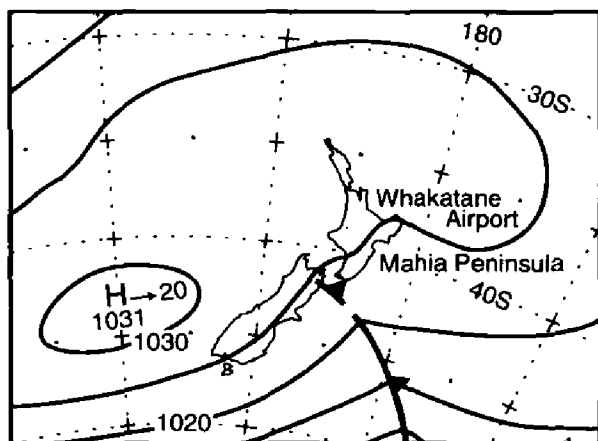 180
30S
Whakatane
Airport
Mahia Peninsula
40S
H→20
1031
1030
B
1020